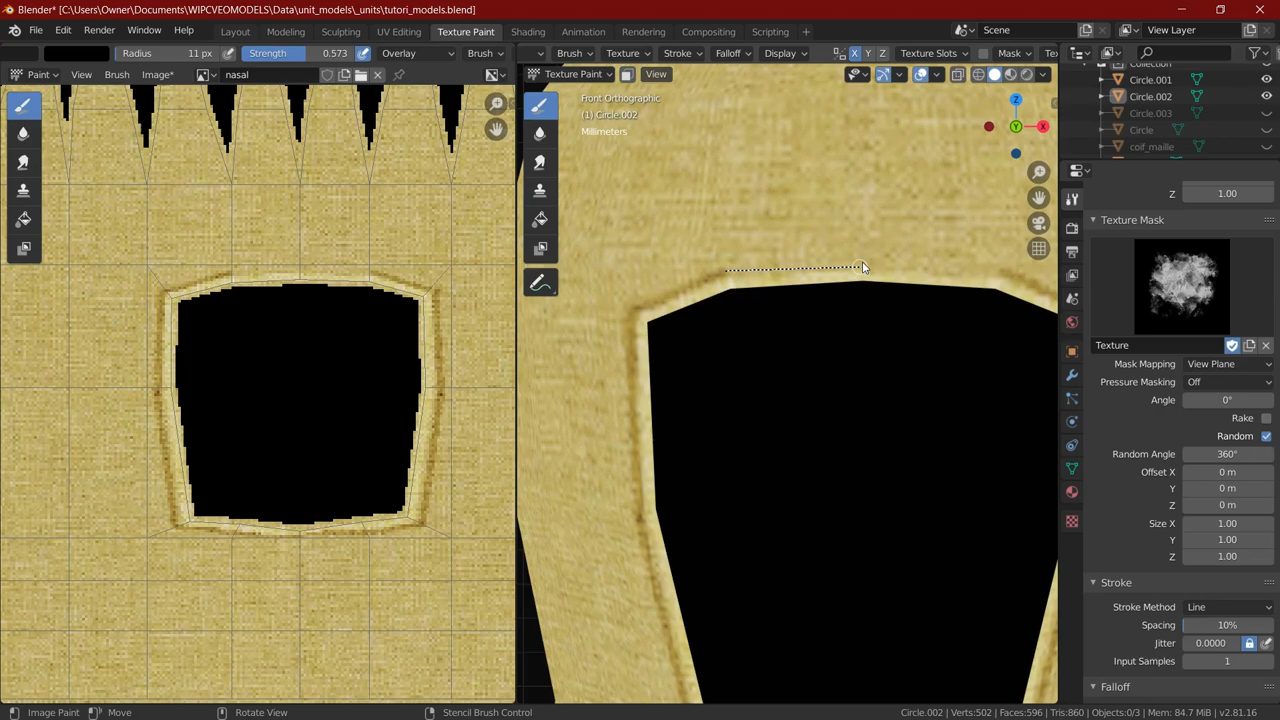 Blender* [C:\Users\Owner\Documents\WIPCVEOMODELS\Data\unit_models\_units\tutori_models.blend]
File Edit Render Window Help Layout Modeling Sculpting UV Editing Texture Paint Shading Animation Rendering Compositing Scripting + Scene View Layer
Radius 11 px Strength 0.573 Overlay Brush Brush Texture Stroke Falloff Display X Y Z Texture Slots Mask
Paint View Brush Image* nasal Texture Paint View
Front Orthographic
(1) Circle.002
Millimeters
Z
X
Y
Collection
Circle.001
Circle.002
Circle.003
Circle
coif_maille
Z 1.00
Texture Mask
Texture
Mask Mapping View Plane
Pressure Masking Off
Angle 0°
Rake
Random
Random Angle 360°
Offset X 0 m
Y 0 m
Z 0 m
Size X 1.00
Y 1.00
Z 1.00
Stroke
Stroke Method Line
Spacing 10%
Jitter 0.0000
Input Samples 1
Falloff
Image Paint Move Rotate View Stencil Brush Control Circle.002 | Verts:502 | Faces:596 | Tris:860 | Objects:0/3 | Mem: 84.7 MiB | v2.81.16